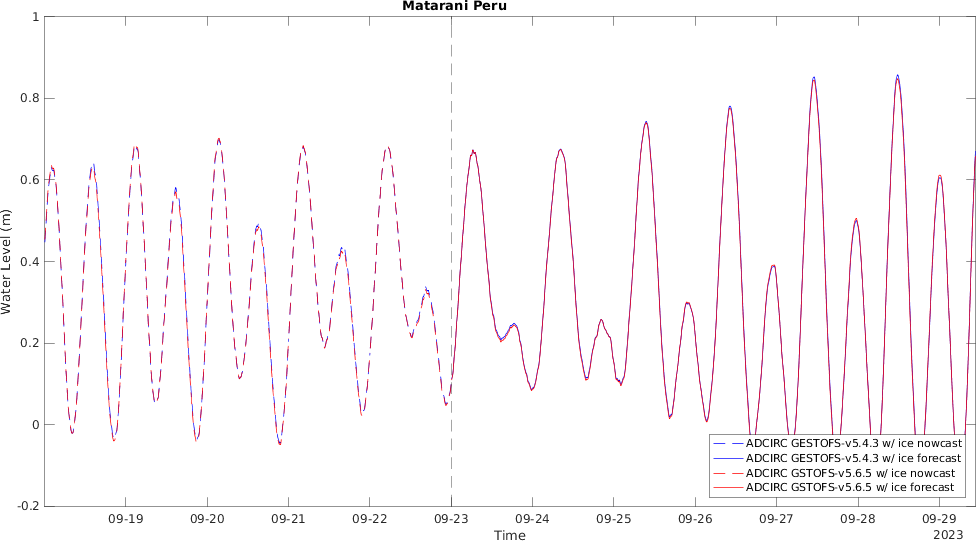 Matarani Peru
1
0.8
0.6
0.4
0.2
0
-0.2
Water Level (m)
ADCIRC GESTOFS-v5.4.3 w/ ice nowcast
ADCIRC GESTOFS-v5.4.3 w/ ice forecast
ADCIRC GSTOFS-v5.6.5 w/ ice nowcast
ADCIRC GSTOFS-v5.6.5 w/ ice forecast
09-19 09-20 09-21 09-22 09-23 09-24 09-25 09-26 09-27 09-28 09-29
Time
2023